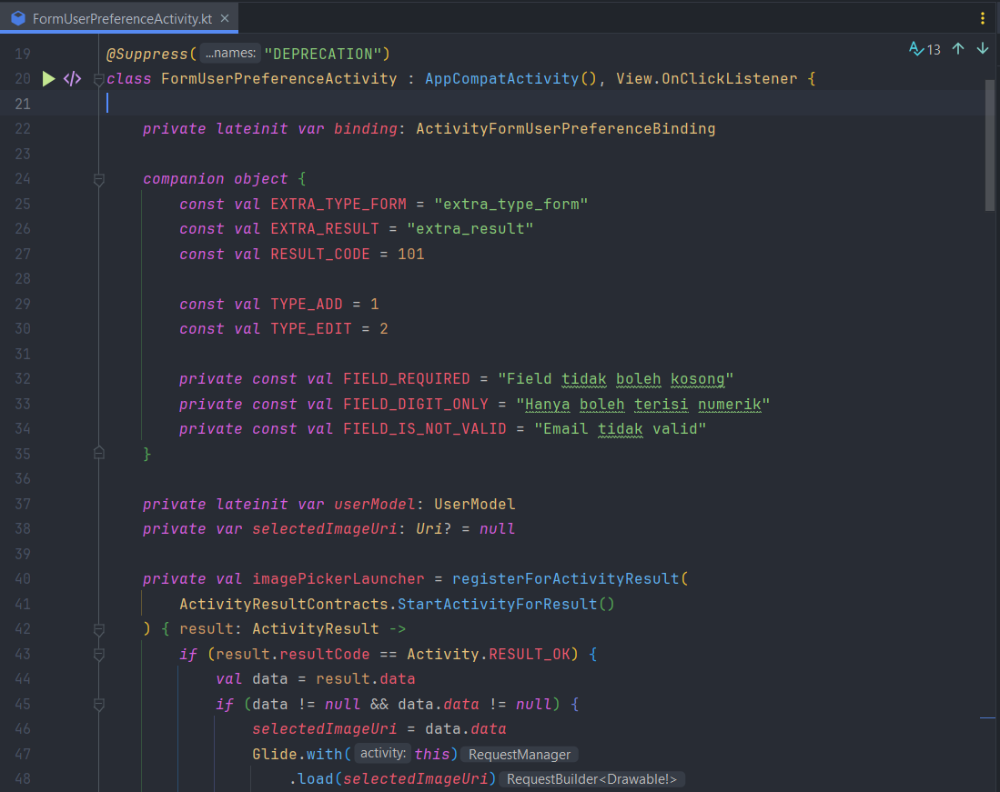 FormUserPreferenceActivity.kt
13
19 @Suppress( ...names: "DEPRECATION")
20 class FormUserPreferenceActivity : AppCompatActivity(), View.OnClickListener {
21
22     private lateinit var binding: ActivityFormUserPreferenceBinding
23
24     companion object {
25         const val EXTRA_TYPE_FORM = "extra_type_form"
26         const val EXTRA_RESULT = "extra_result"
27         const val RESULT_CODE = 101
28
29         const val TYPE_ADD = 1
30         const val TYPE_EDIT = 2
31
32         private const val FIELD_REQUIRED = "Field tidak boleh kosong"
33         private const val FIELD_DIGIT_ONLY = "Hanya boleh terisi numerik"
34         private const val FIELD_IS_NOT_VALID = "Email tidak valid"
35     }
36
37     private lateinit var userModel: UserModel
38     private var selectedImageUri: Uri? = null
39
40     private val imagePickerLauncher = registerForActivityResult(
41         ActivityResultContracts.StartActivityForResult()
42     ) { result: ActivityResult ->
43         if (result.resultCode == Activity.RESULT_OK) {
44             val data = result.data
45             if (data != null && data.data != null) {
46                 selectedImageUri = data.data
47                 Glide.with( activity: this) RequestManager
48                     .load(selectedImageUri) RequestBuilder<Drawable!>